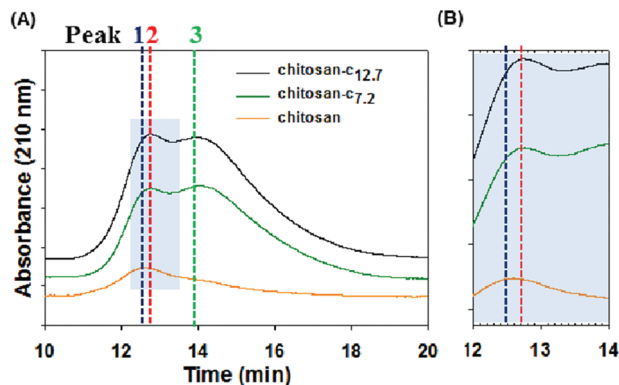 (A)
Peak 1 2 3
chitosan-c12.7
chitosan-c7.2
chitosan
Absorbance (210 nm)
10 12 14 16 18 20
Time (min)
(B)
12 13 14